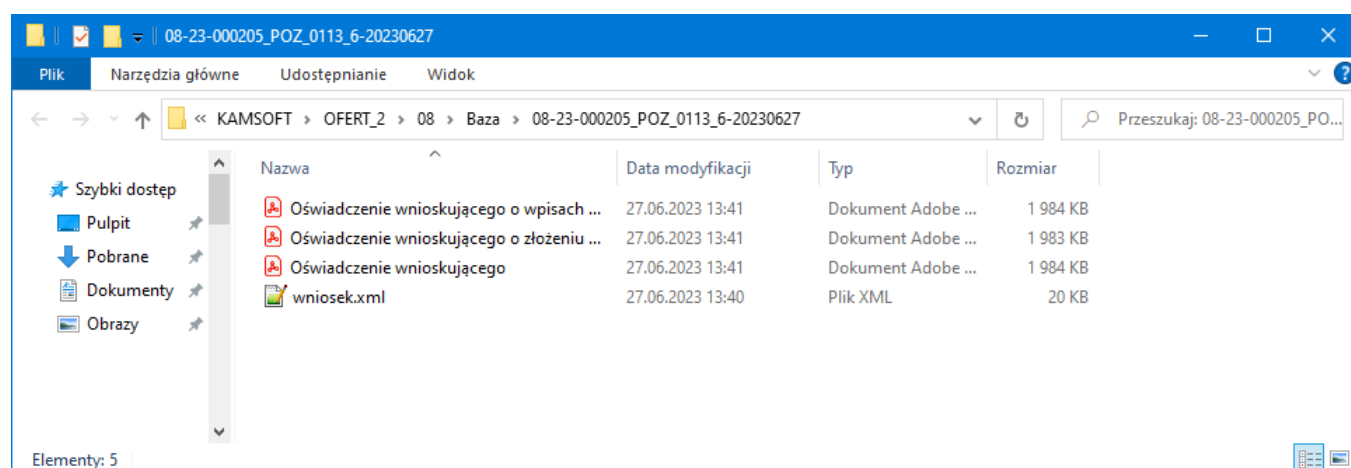 08-23-000205_POZ_0113_6-20230627
Plik Narzędzia główne Udostępnianie Widok
« KAMSOFT › OFERT_2 › 08 › Baza › 08-23-000205_POZ_0113_6-20230627 Przeszukaj: 08-23-000205_PO...
Nazwa Data modyfikacji Typ Rozmiar
Szybki dostęp
Pulpit
Pobrane
Dokumenty
Obrazy
Oświadczenie wnioskującego o wpisach ... 27.06.2023 13:41 Dokument Adobe ... 1 984 KB
Oświadczenie wnioskującego o złożeniu ... 27.06.2023 13:41 Dokument Adobe ... 1 983 KB
Oświadczenie wnioskującego 27.06.2023 13:41 Dokument Adobe ... 1 984 KB
wniosek.xml 27.06.2023 13:40 Plik XML 20 KB
Elementy: 5